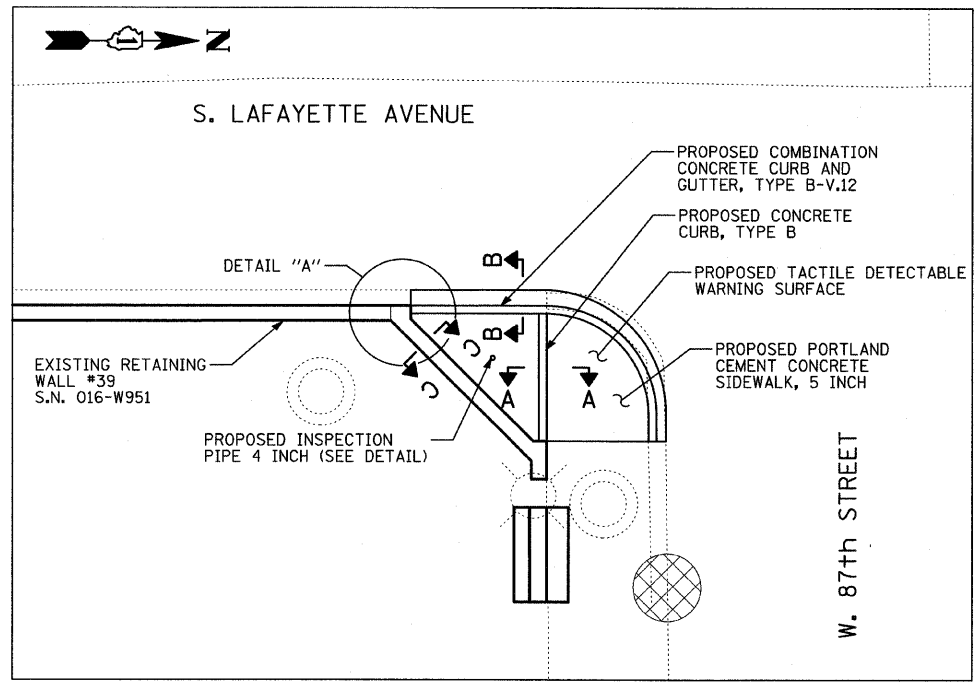 N
S. LAFAYETTE AVENUE
PROPOSED COMBINATION
CONCRETE CURB AND
GUTTER, TYPE B-V.12
PROPOSED CONCRETE
CURB, TYPE B
DETAIL "A"
B
PROPOSED TACTILE DETECTABLE
WARNING SURFACE
B
C
C
A
A
PROPOSED PORTLAND
CEMENT CONCRETE
SIDEWALK, 5 INCH
EXISTING RETAINING
WALL #39
S.N. 016-W951
PROPOSED INSPECTION
PIPE 4 INCH (SEE DETAIL)
W. 87th STREET